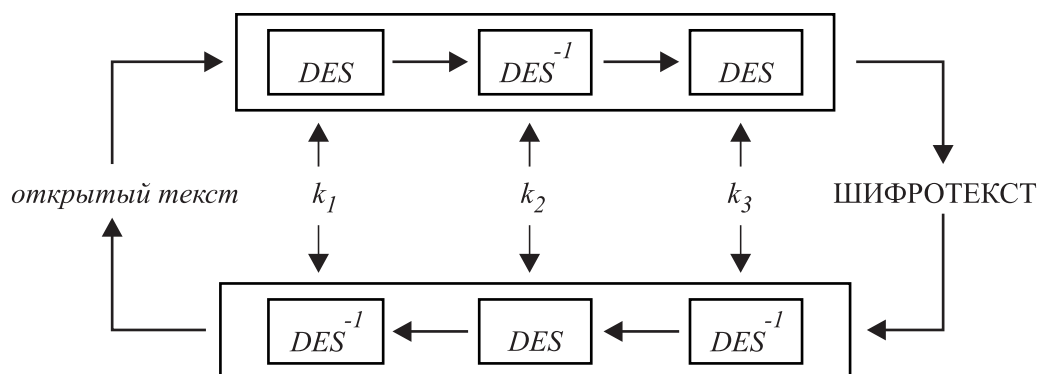 DES DES⁻¹ DES
открытый текст k₁ k₂ k₃ ШИФРОТЕКСТ
DES⁻¹ DES DES⁻¹